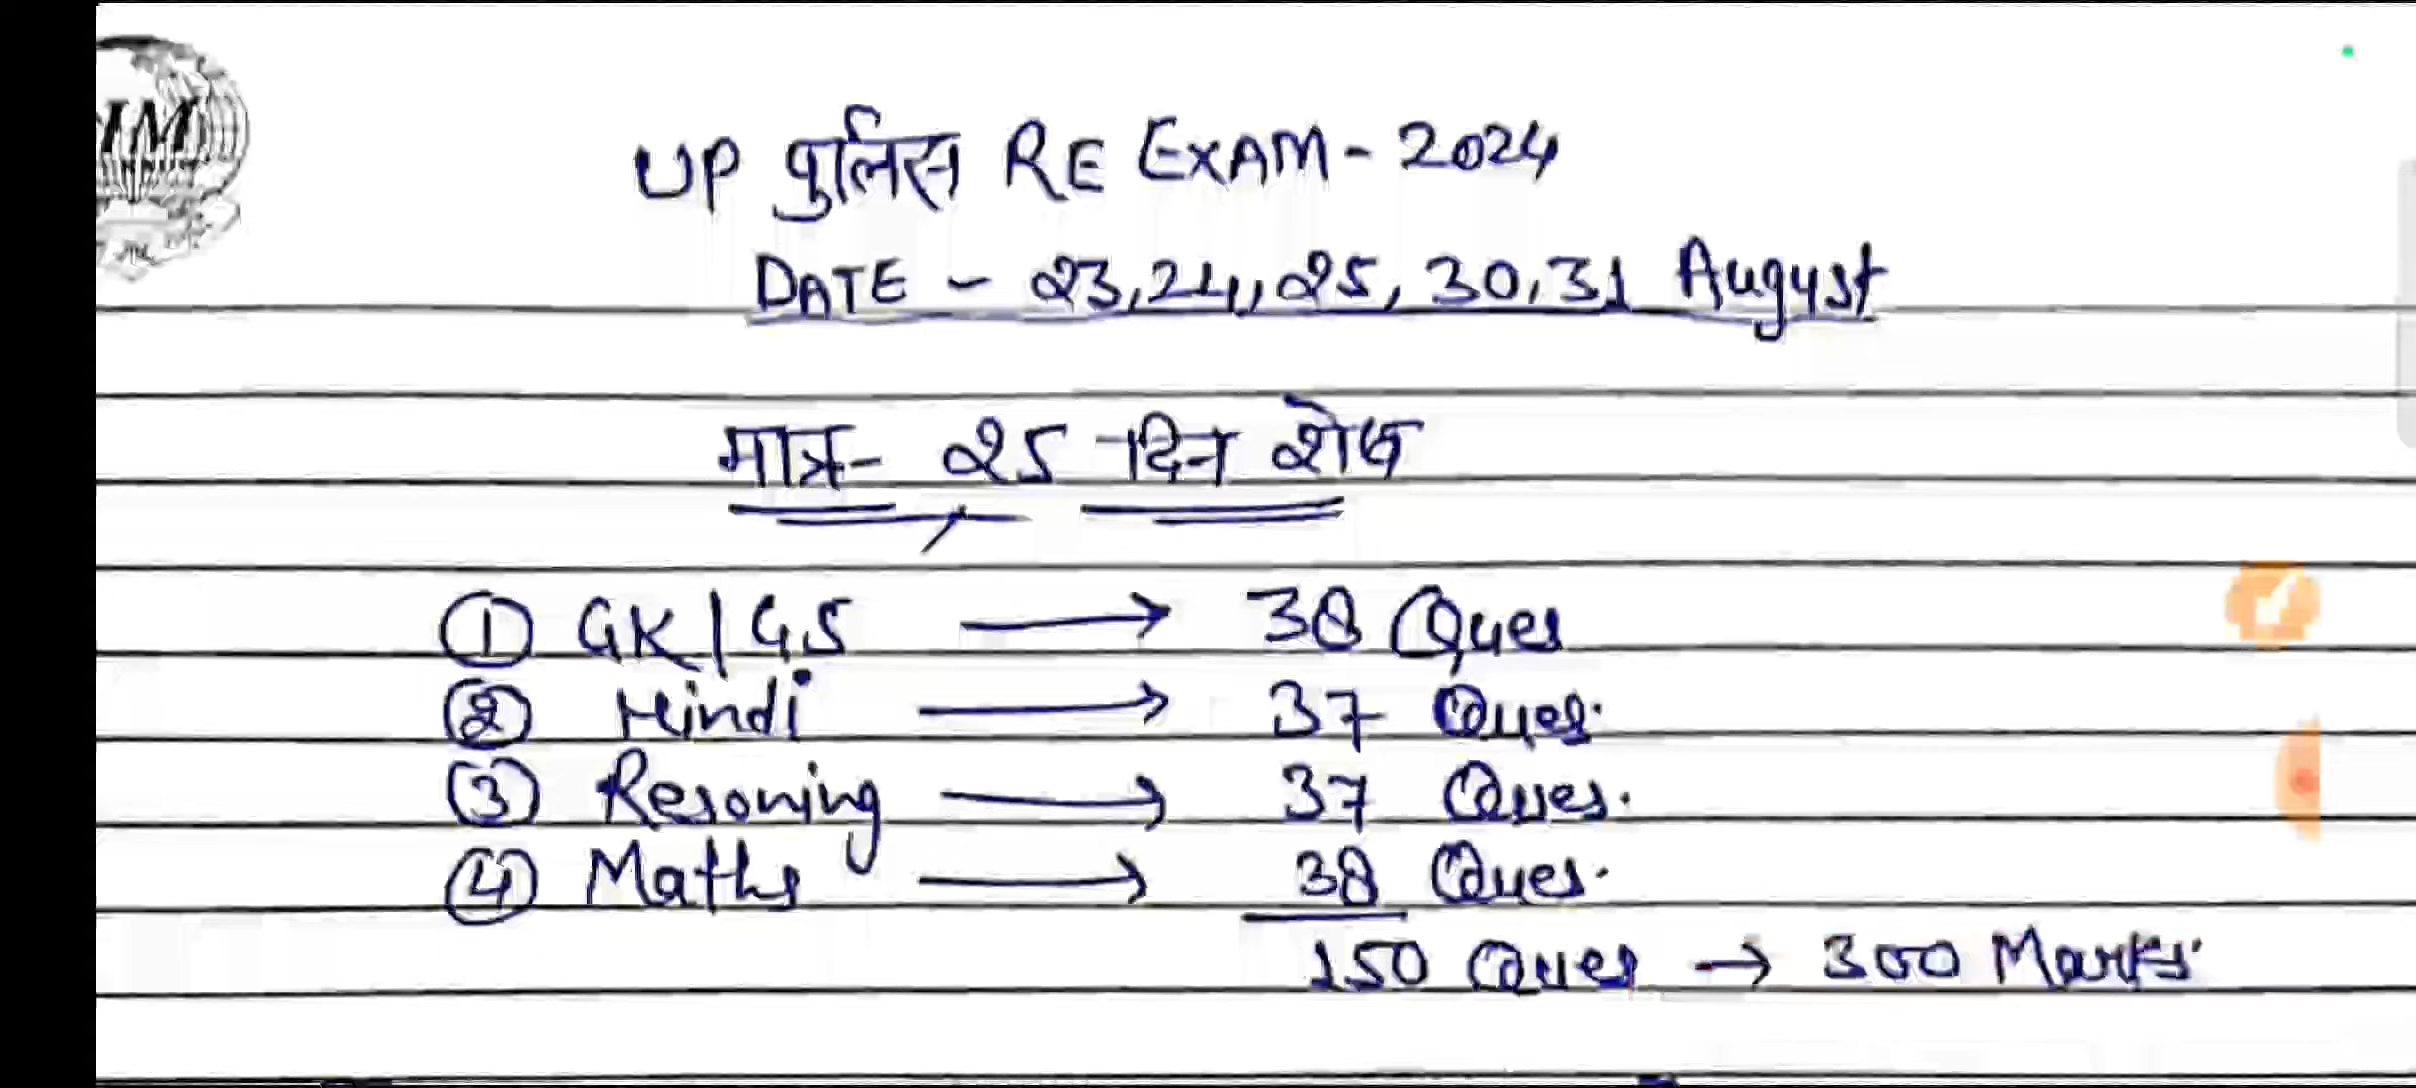 IM
UP पुलिस RE EXAM - 2024
DATE - 23,24,25, 30,31 August
मात्र - 25 दिन शेष
① GK/G.S → 38 Ques
② Hindi → 37 Ques.
③ Resoning → 37 Ques.
④ Maths → 38 Ques.
150 Ques → 300 Marks